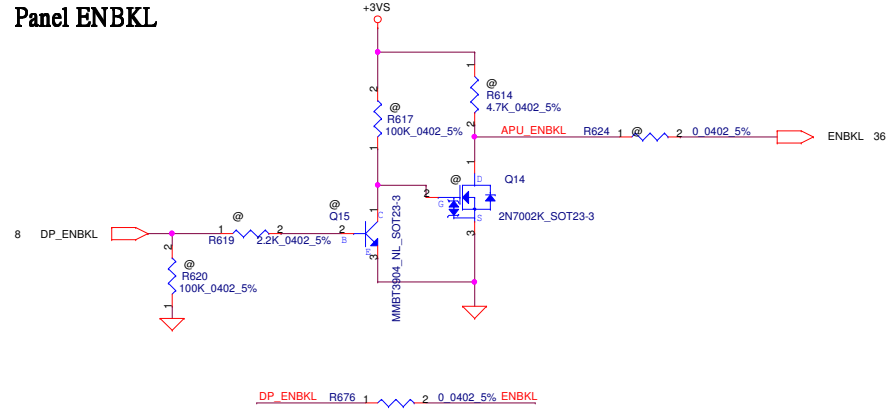 Panel ENBKL
+3VS
2
@
R617
100K_0402_5%
1
1
@
R614
4.7K_0402_5%
2
APU_ENBKL
R624
1
@
2
0_0402_5%
ENBKL 36
1
D
Q14
@
2
G
S
2N7002K_SOT23-3
3
@
Q15
1
C
2
B
E
3
MMBT3904_NL_SOT23-3
8 DP_ENBKL
@
1
2
R619
2.2K_0402_5%
2
@
R620
100K_0402_5%
1
DP_ENBKL R676 1 2 0_0402_5% ENBKL